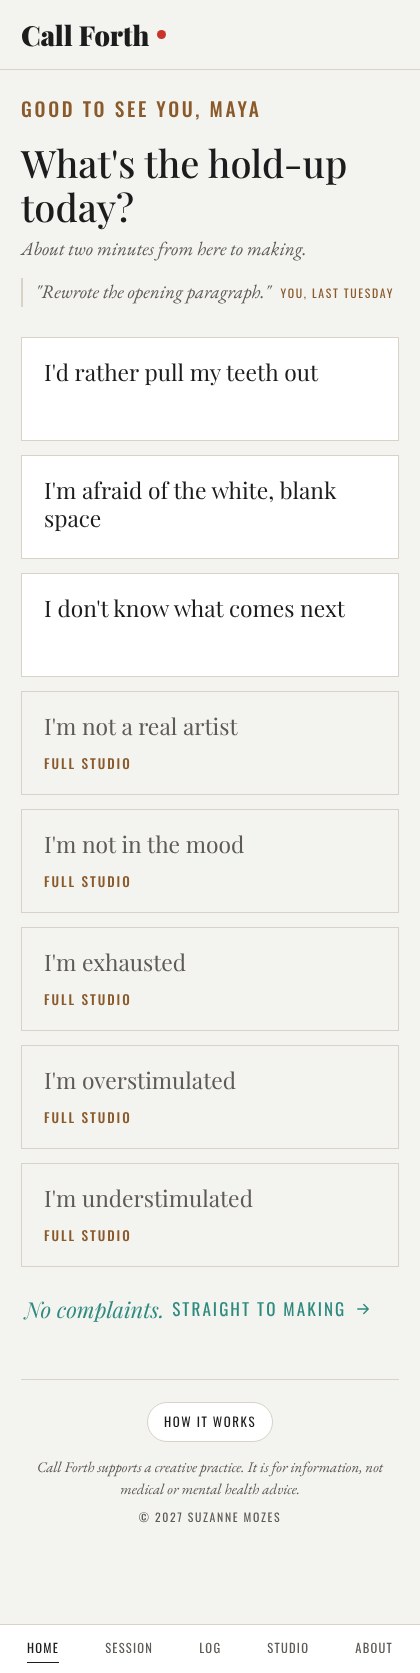 Call Forth
GOOD TO SEE YOU, MAYA
What's the hold-up
today?
About two minutes from here to making.
"Rewrote the opening paragraph." YOU, LAST TUESDAY
I'd rather pull my teeth out
I'm afraid of the white, blank
space
I don't know what comes next
I'm not a real artist
FULL STUDIO
I'm not in the mood
FULL STUDIO
I'm exhausted
FULL STUDIO
I'm overstimulated
FULL STUDIO
I'm understimulated
FULL STUDIO
No complaints. STRAIGHT TO MAKING →
HOW IT WORKS
Call Forth supports a creative practice. It is for information, not
medical or mental health advice.
© 2027 SUZANNE MOZES
HOME SESSION LOG STUDIO ABOUT